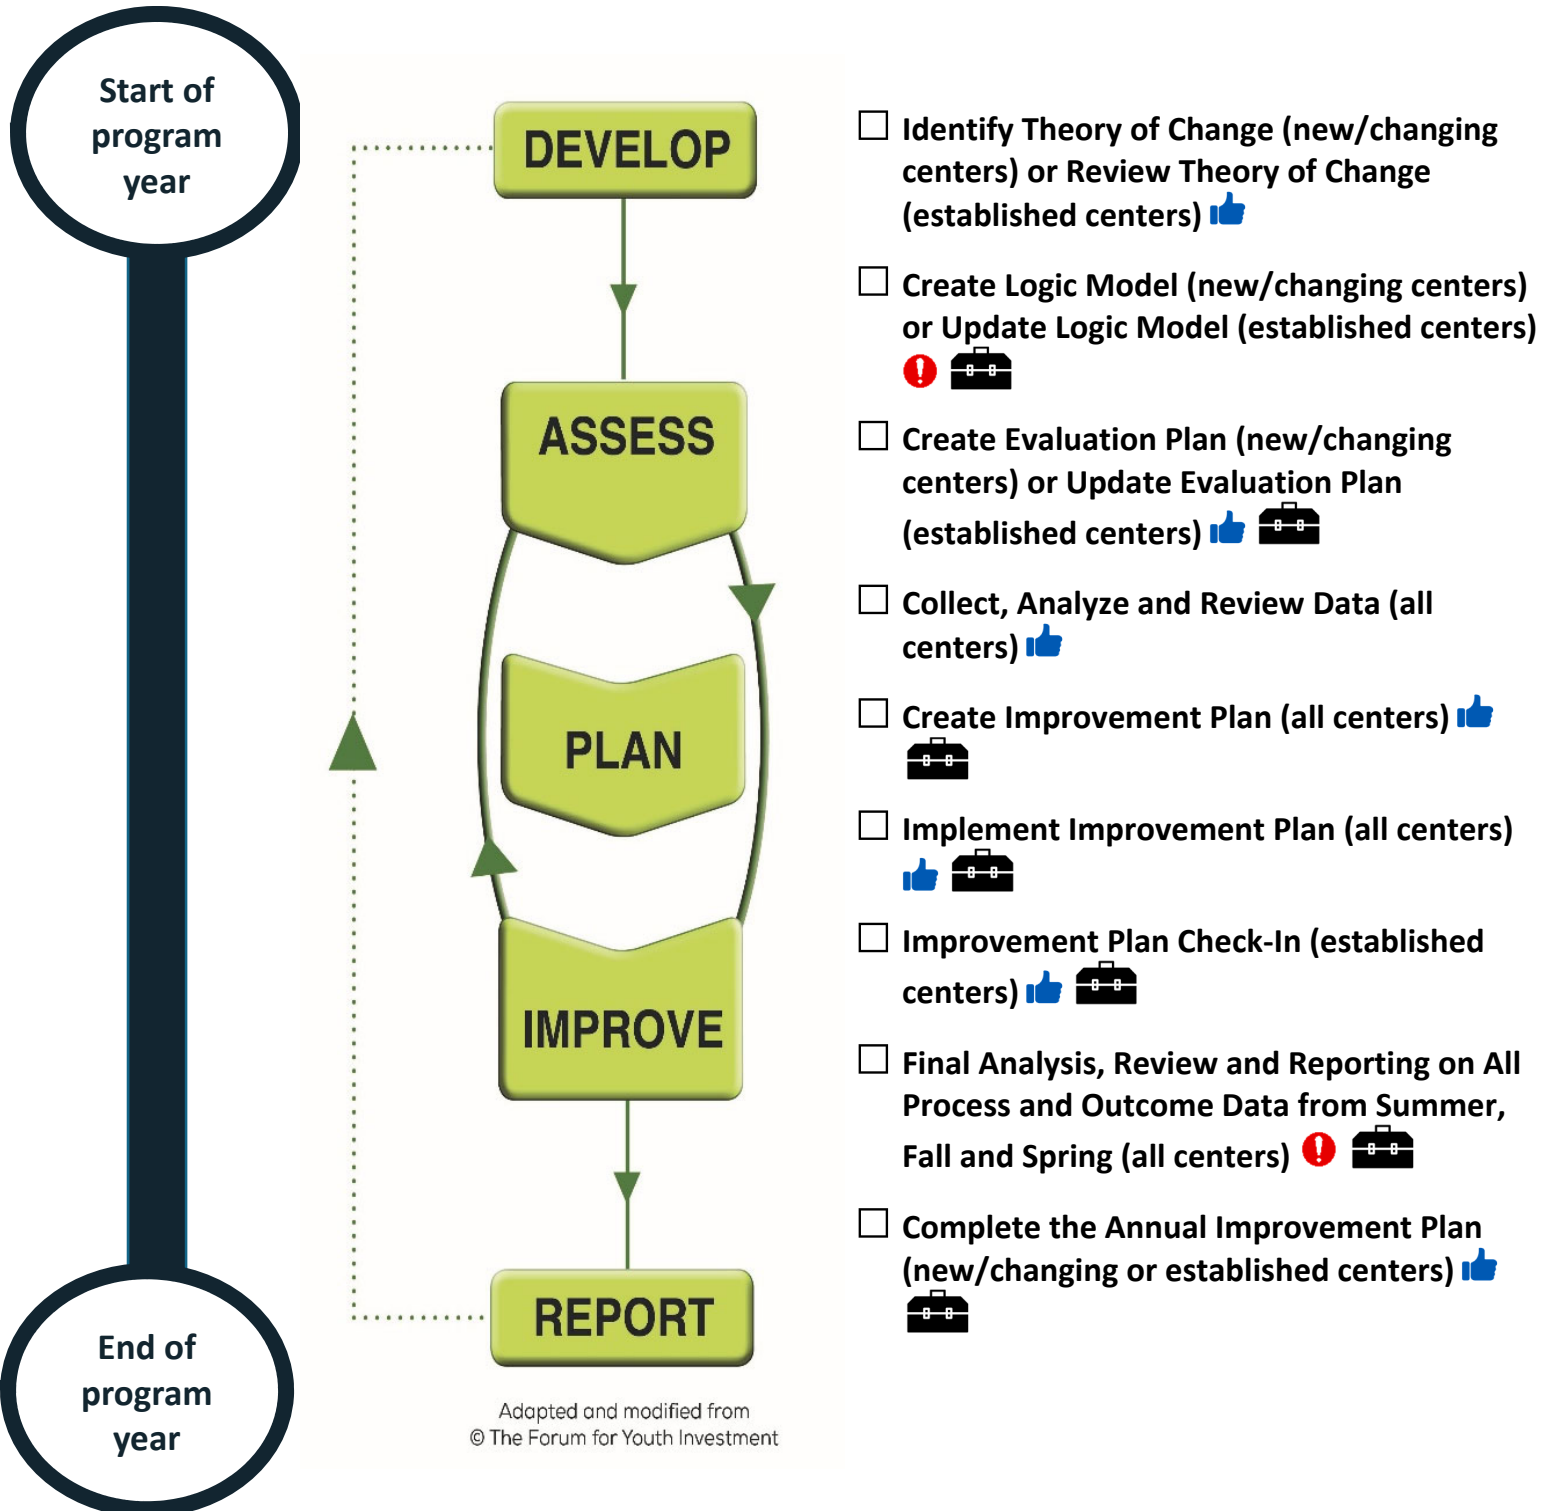 Start of
program
year
DEVELOP
ASSESS
PLAN
IMPROVE
REPORT
Adapted and modified from
© The Forum for Youth Investment
End of
program
year
☐ Identify Theory of Change (new/changing
centers) or Review Theory of Change
(established centers)
☐ Create Logic Model (new/changing centers)
or Update Logic Model (established centers)
☐ Create Evaluation Plan (new/changing
centers) or Update Evaluation Plan
(established centers)
☐ Collect, Analyze and Review Data (all
centers)
☐ Create Improvement Plan (all centers)
☐ Implement Improvement Plan (all centers)
☐ Improvement Plan Check-In (established
centers)
☐ Final Analysis, Review and Reporting on All
Process and Outcome Data from Summer,
Fall and Spring (all centers)
☐ Complete the Annual Improvement Plan
(new/changing or established centers)